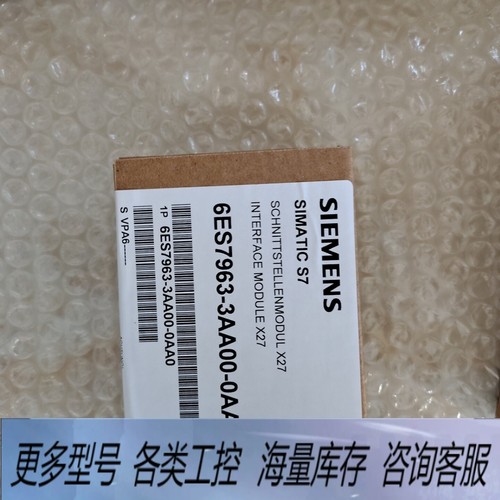 SIEMENS
SIMATIC S7
SCHNITTSTELLENMODUL X27
INTERFACE MODULE X27
6ES7963-3AA00-0AA
1P 6ES7963-3AA00-0AA0
S VPA6------
更多型号 各类工控 海量库存 咨询客服